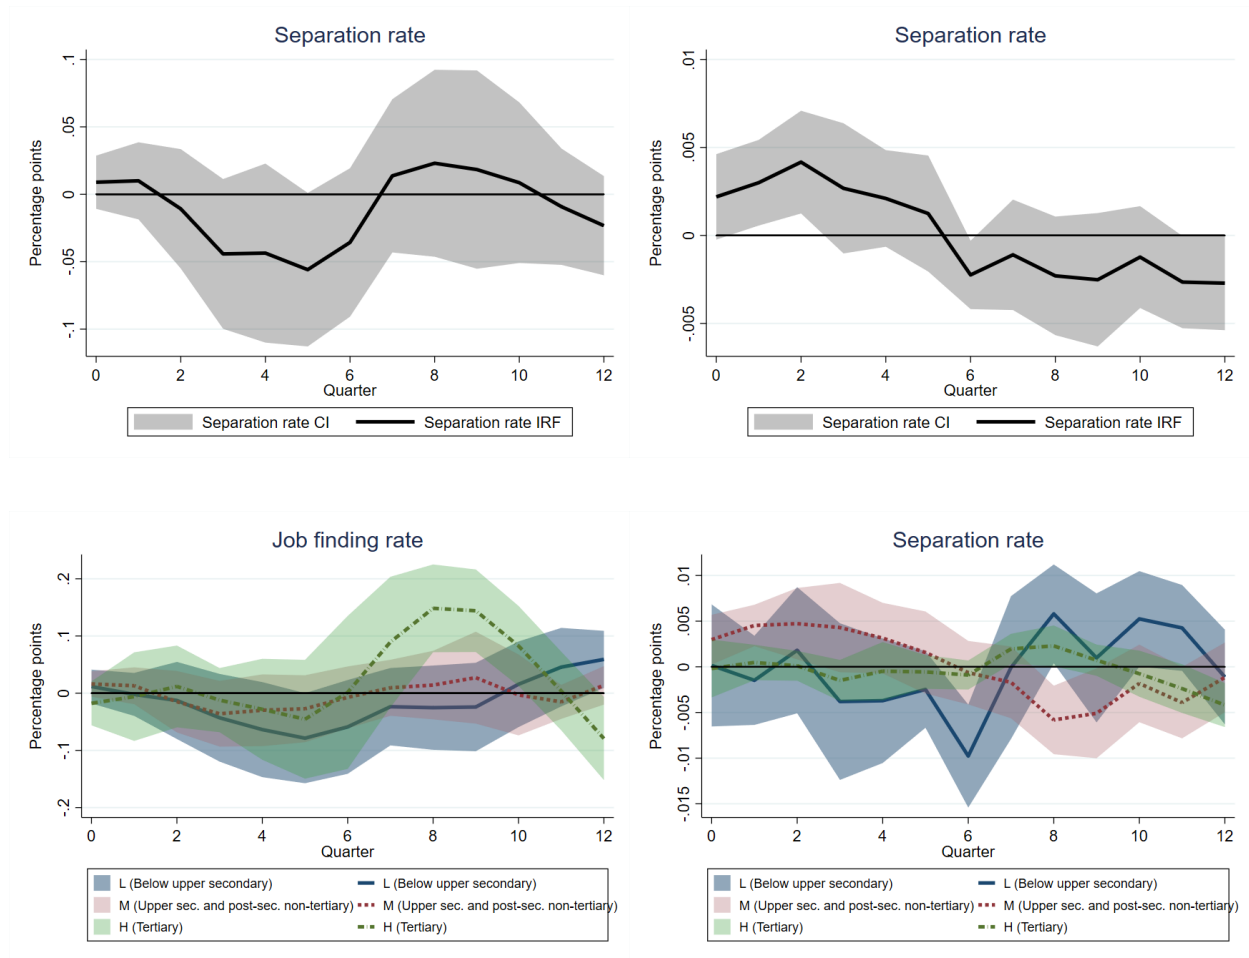 Separation rate
Percentage points
.1
.05
0
-.05
-.1
0 2 4 6 8 10 12
Quarter
Separation rate CI Separation rate IRF
Separation rate
Percentage points
.01
.005
0
-.005
0 2 4 6 8 10 12
Quarter
Separation rate CI Separation rate IRF
Job finding rate
Percentage points
.2
.1
0
-.1
-.2
0 2 4 6 8 10 12
Quarter
L (Below upper secondary) L (Below upper secondary)
M (Upper sec. and post-sec. non-tertiary) M (Upper sec. and post-sec. non-tertiary)
H (Tertiary) H (Tertiary)
Separation rate
Percentage points
.01
.005
0
-.005
-.01
-.015
0 2 4 6 8 10 12
Quarter
L (Below upper secondary) L (Below upper secondary)
M (Upper sec. and post-sec. non-tertiary) M (Upper sec. and post-sec. non-tertiary)
H (Tertiary) H (Tertiary)